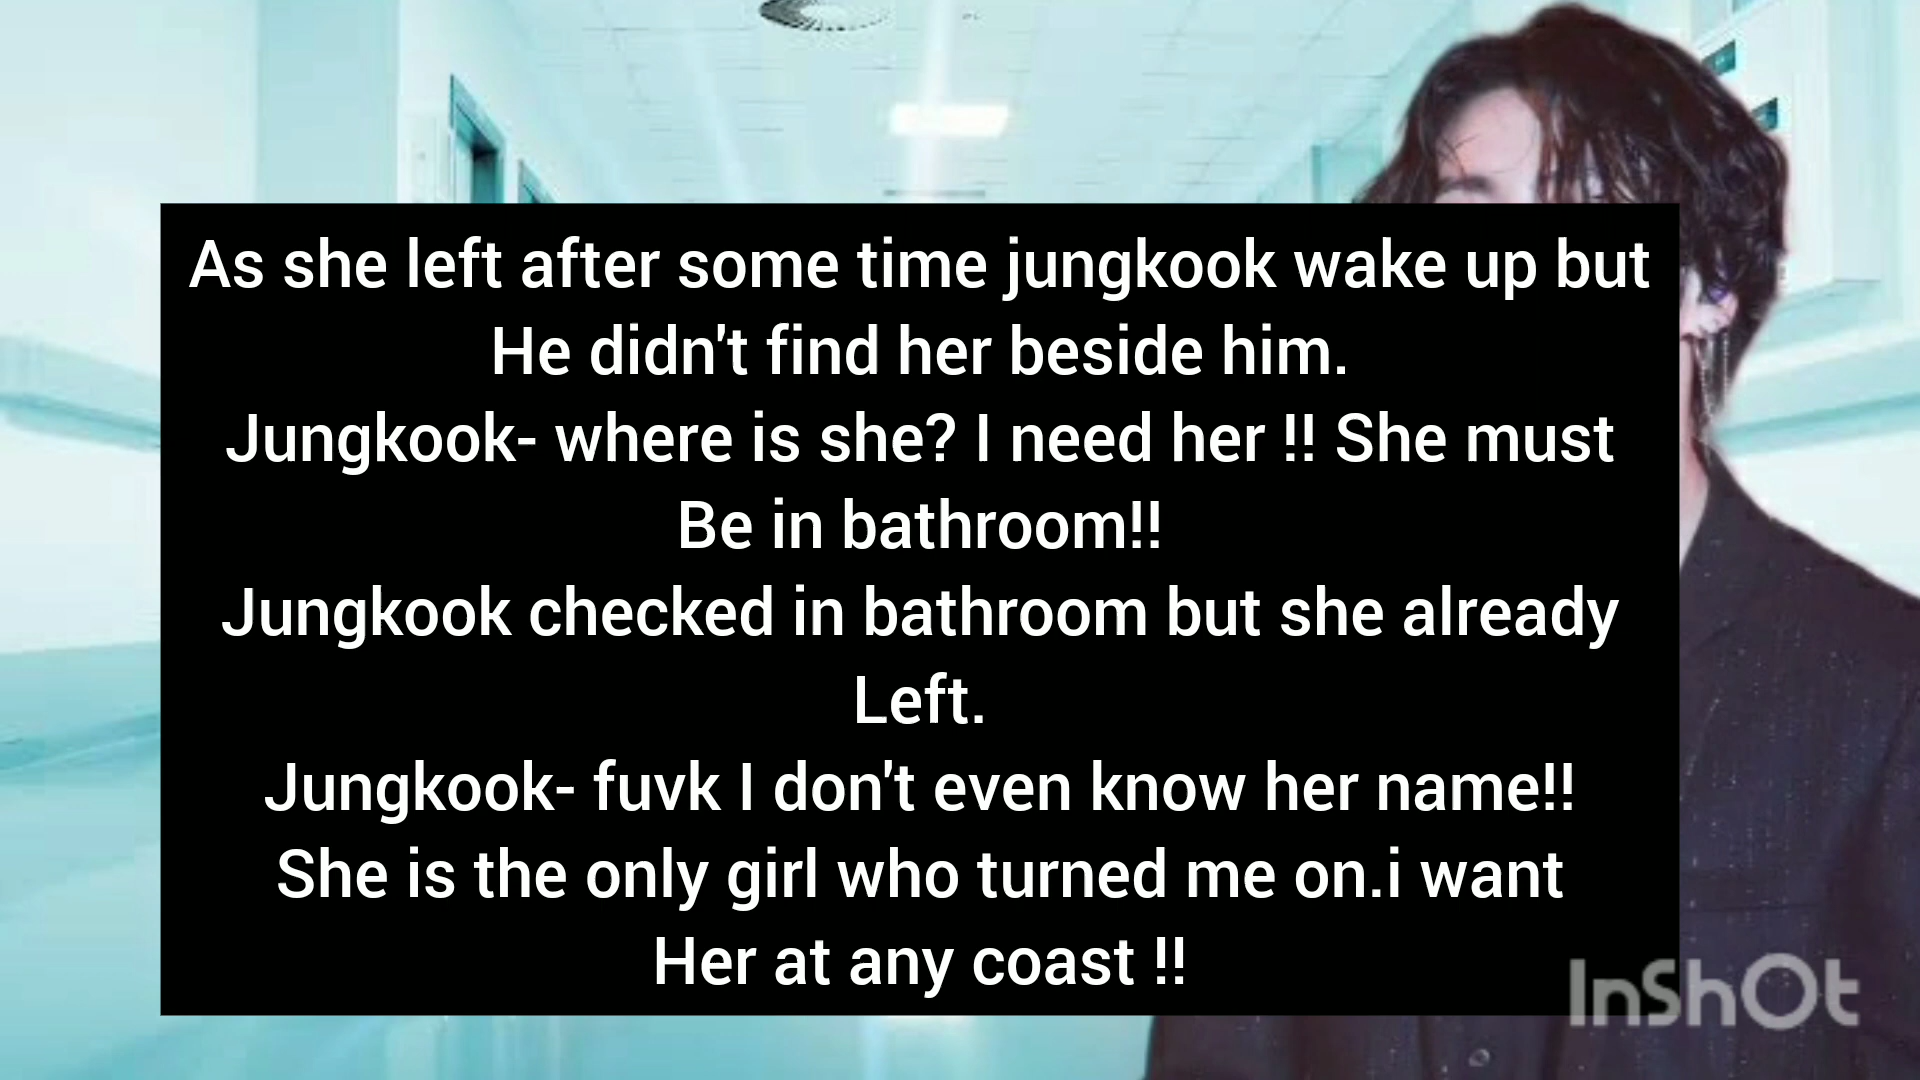 As she left after some time jungkook wake up but
He didn't find her beside him.
Jungkook- where is she? I need her !! She must
Be in bathroom!!
Jungkook checked in bathroom but she already
Left.
Jungkook- fuvk I don't even know her name!!
She is the only girl who turned me on.i want
Her at any coast !!
InShOt